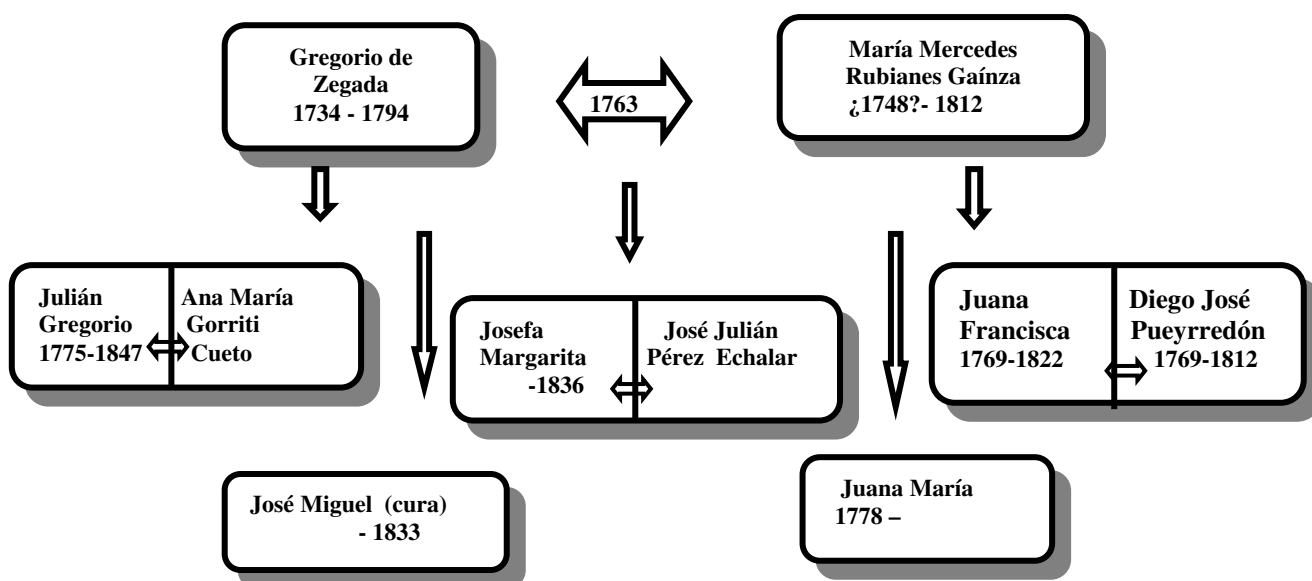 Gregorio de
Zegada
1734 - 1794
1763
María Mercedes
Rubianes Gaínza
¿1748?- 1812
Julián
Gregorio
1775-1847
Ana María
Gorriti
Cueto
Josefa
Margarita
-1836
José Julián
Pérez Echalar
Juana
Francisca
1769-1822
Diego José
Pueyrredón
1769-1812
José Miguel (cura)
- 1833
Juana María
1778 –